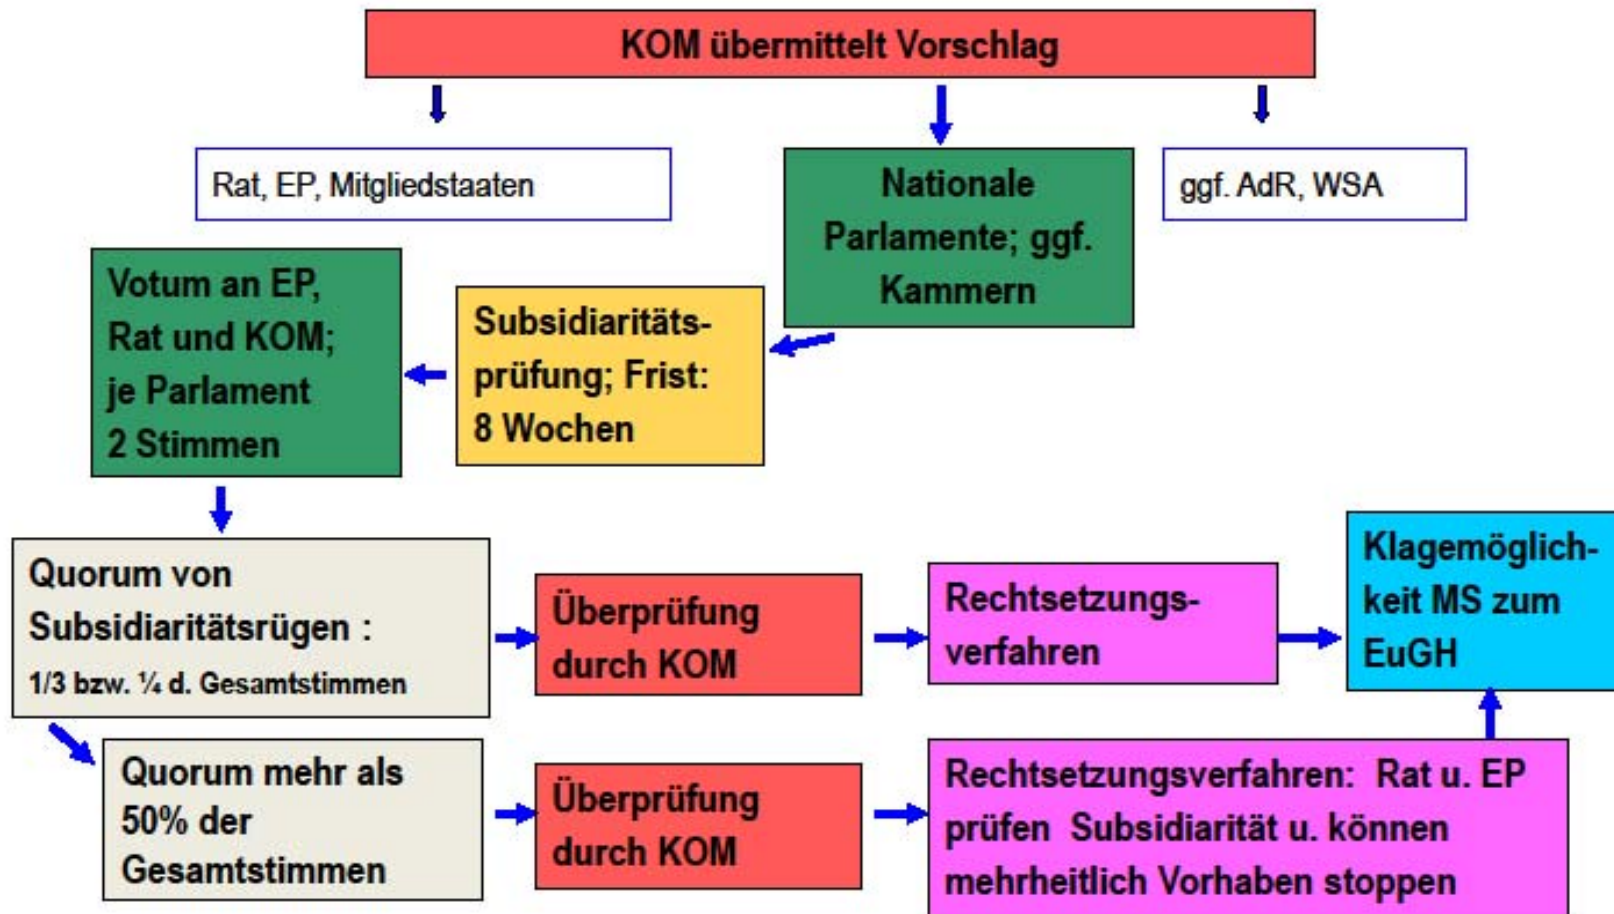 KOM übermittelt Vorschlag
Rat, EP, Mitgliedstaaten
Nationale
Parlamente; ggf.
Kammern
ggf. AdR, WSA
Votum an EP,
Rat und KOM;
je Parlament
2 Stimmen
Subsidiaritäts-
prüfung; Frist:
8 Wochen
Quorum von
Subsidiaritätsrügen :
1/3 bzw. ¼ d. Gesamtstimmen
Überprüfung
durch KOM
Rechtsetzungs-
verfahren
Klagemöglich-
keit MS zum
EuGH
Quorum mehr als
50% der
Gesamtstimmen
Überprüfung
durch KOM
Rechtsetzungsverfahren: Rat u. EP
prüfen Subsidiarität u. können
mehrheitlich Vorhaben stoppen